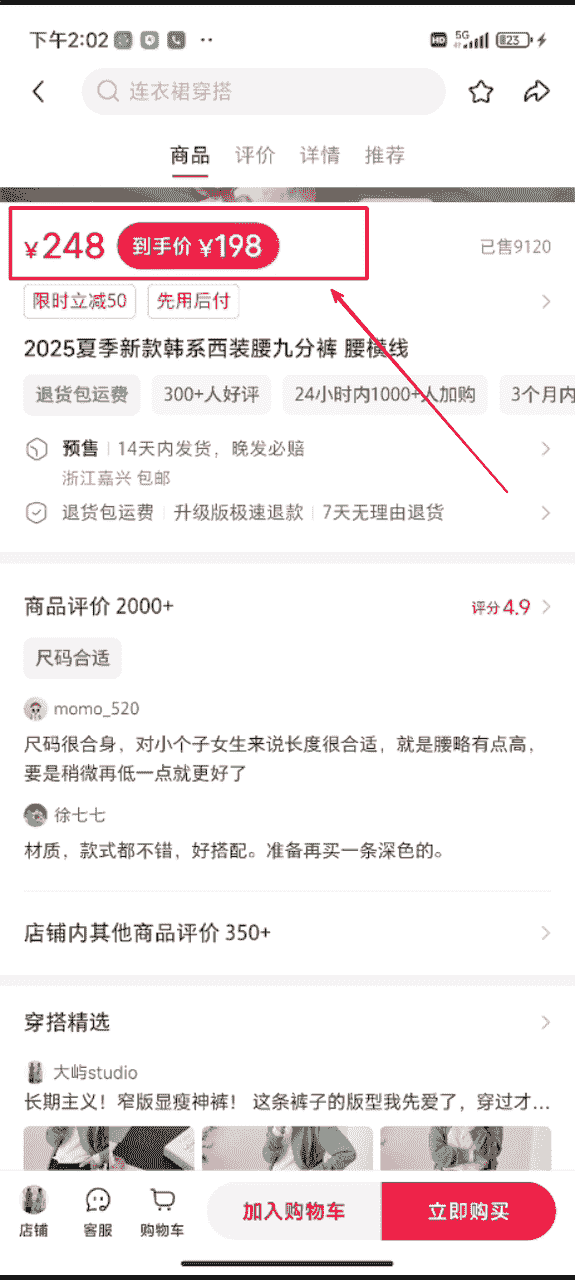 下午2:02
HD 5G 23
连衣裙穿搭
商品 评价 详情 推荐
¥248 到手价 ¥198 已售9120
限时立减50 先用后付
2025夏季新款韩系西装腰九分裤 腰横线
退货包运费 300+人好评 24小时内1000+人加购 3个月内
预售 14天内发货，晚发必赔
浙江嘉兴 包邮
退货包运费 升级版极速退款 7天无理由退货
商品评价 2000+ 评分4.9
尺码合适
momo_520
尺码很合身，对小个子女生来说长度很合适，就是腰略有点高，
要是稍微再低一点就更好了
徐七七
材质，款式都不错，好搭配。准备再买一条深色的。
店铺内其他商品评价 350+
穿搭精选
大屿studio
长期主义！窄版显瘦神裤！ 这条裤子的版型我先爱了，穿过才...
店铺 客服 购物车 加入购物车 立即购买